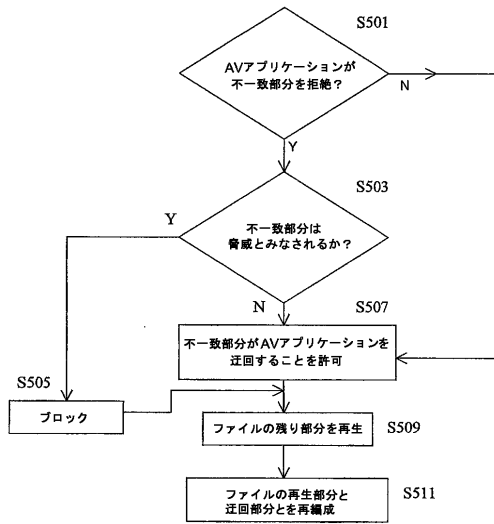 S501
AVアプリケーションが
不一致部分を拒絶？
N
Y
S503
Y
不一致部分は
脅威とみなされるか？
N
S507
不一致部分がAVアプリケーションを
迂回することを許可
S505
ブロック
ファイルの残り部分を再生
S509
ファイルの再生部分と
迂回部分とを再編成
S511